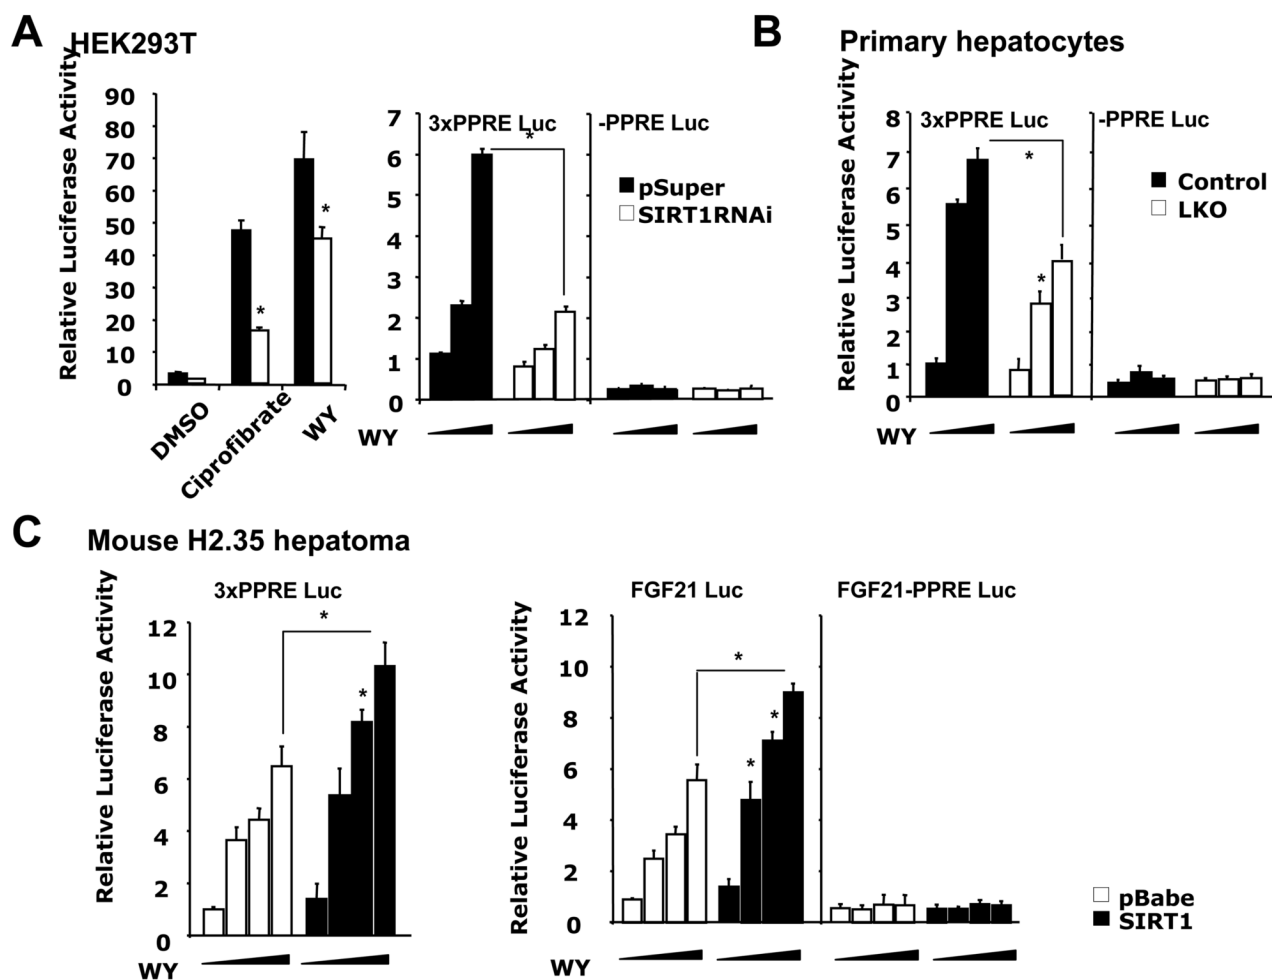 A
HEK293T
Relative Luciferase Activity
90
80
70
60
50
40
30
20
10
0
*
*
DMSO
Ciprofibrate
WY
7
6
5
4
3
2
1
0
3xPPRE Luc
-PPRE Luc
*
pSuper
SIRT1RNAi
WY
B
Primary hepatocytes
Relative Luciferase Activity
8
7
6
5
4
3
2
1
0
3xPPRE Luc
-PPRE Luc
*
*
Control
LKO
WY
C
Mouse H2.35 hepatoma
Relative Luciferase Activity
3xPPRE Luc
12
10
8
6
4
2
0
*
*
WY
Relative Luciferase Activity
FGF21 Luc
FGF21-PPRE Luc
12
10
8
6
4
2
0
*
*
*
WY
pBabe
SIRT1